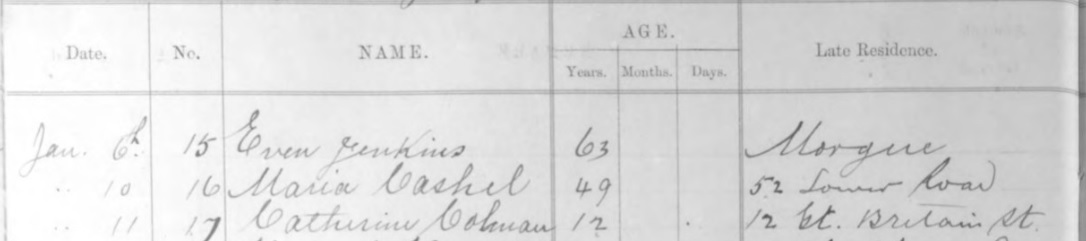 AGE.
Date. No. NAME. Years. Months. Days. Late Residence.
Jan. 6th. 15 Even Jenkins 63 Morgue
" 10 16 Maria Cashel 49 52 Lower Road
" 11 17 Catherine Colman 12 12 Gt. Britain St.